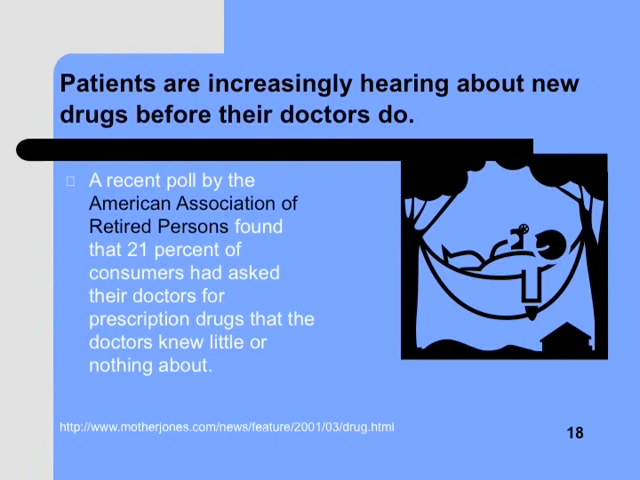 Patients are increasingly hearing about new
drugs before their doctors do.
A recent poll by the
American Association of
Retired Persons found
that 21 percent of
consumers had asked
their doctors for
prescription drugs that the
doctors knew little or
nothing about.
http://www.motherjones.com/news/feature/2001/03/drug.html
18